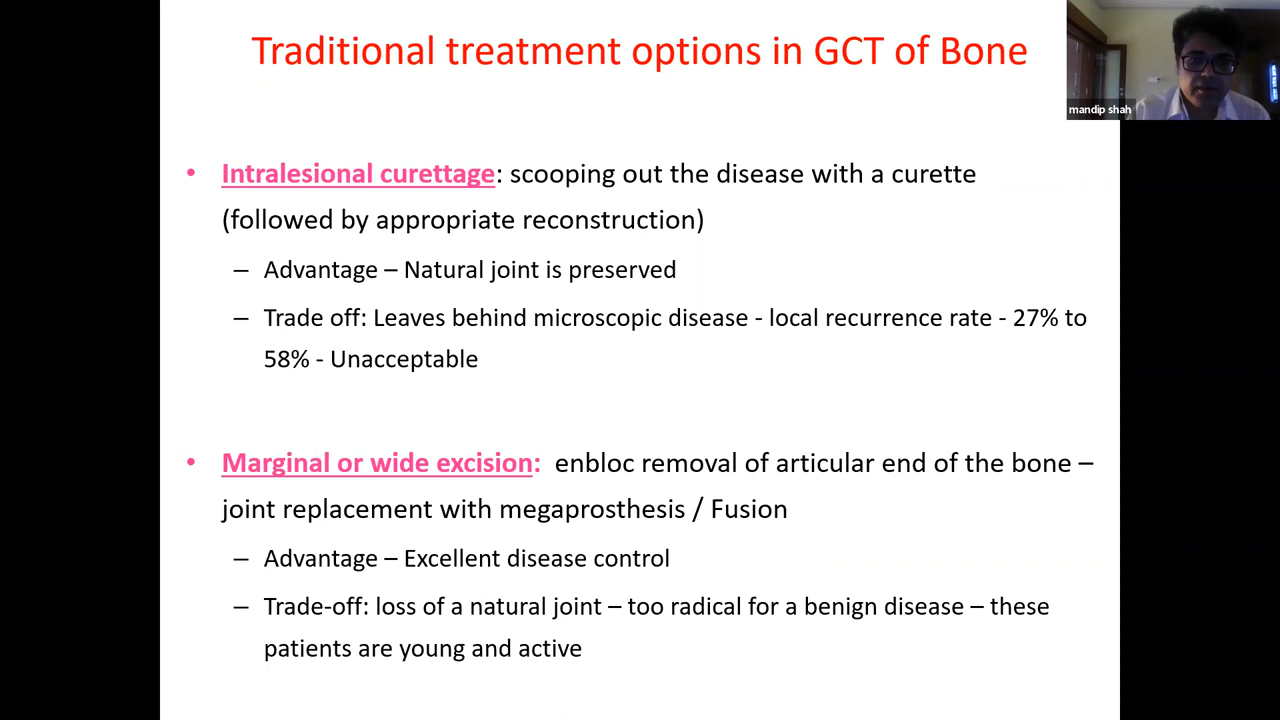 Traditional treatment options in GCT of Bone
mandip shah
• Intralesional curettage: scooping out the disease with a curette
(followed by appropriate reconstruction)
– Advantage – Natural joint is preserved
– Trade off: Leaves behind microscopic disease - local recurrence rate - 27% to
58% - Unacceptable
• Marginal or wide excision: enbloc removal of articular end of the bone –
joint replacement with megaprosthesis / Fusion
– Advantage – Excellent disease control
– Trade-off: loss of a natural joint – too radical for a benign disease – these
patients are young and active